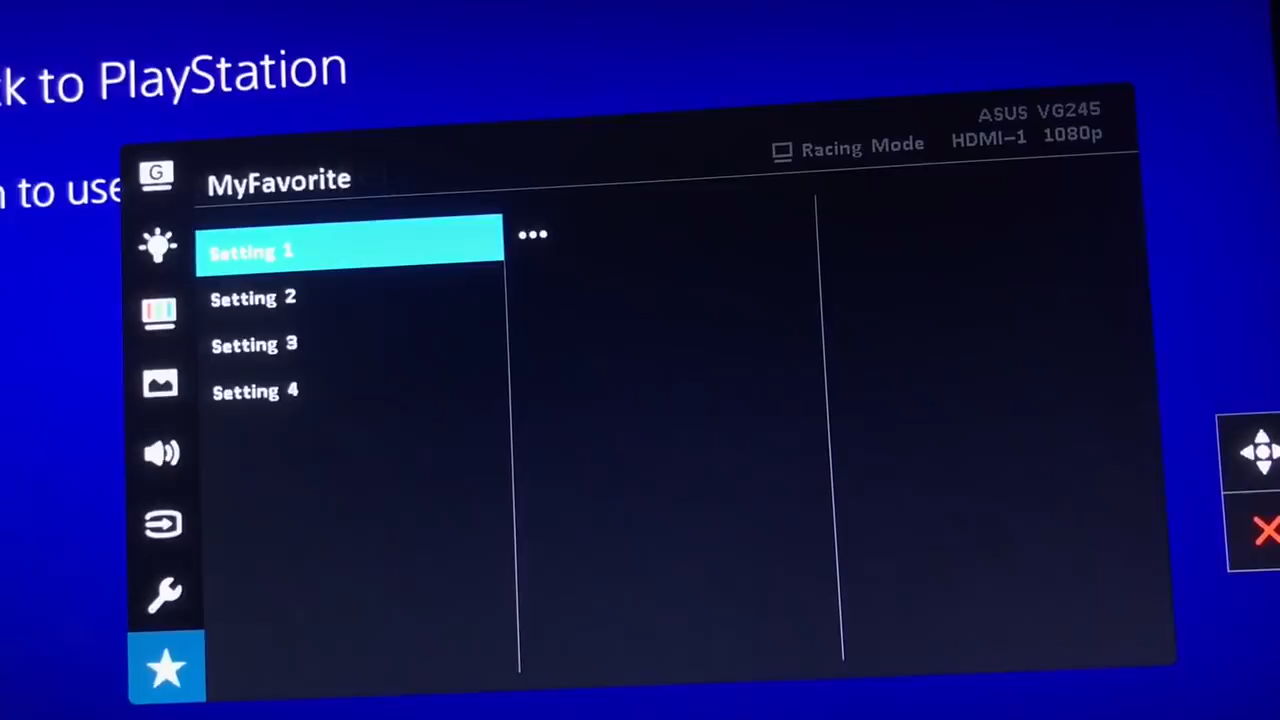 k to PlayStation
n to use
ASUS VG245
Racing Mode HDMI-1 1080p
G
MyFavorite
Setting 1
•••
Setting 2
Setting 3
Setting 4